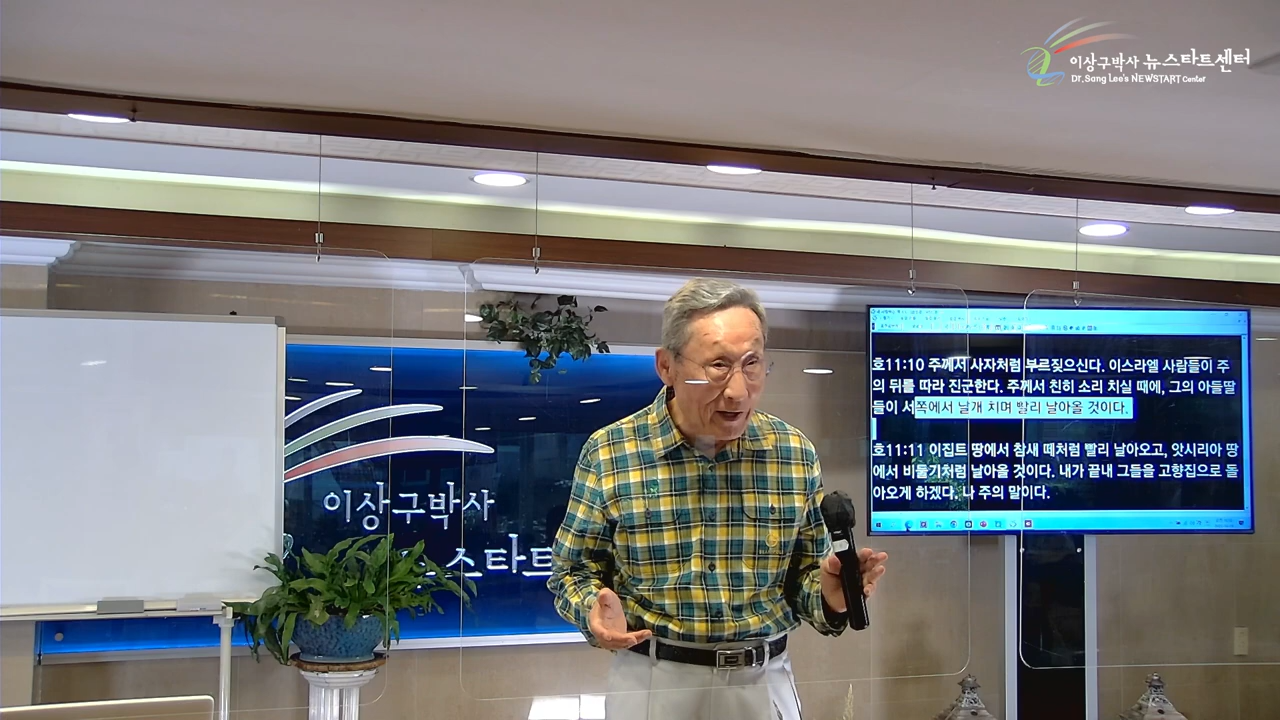 이상구박사 뉴스타트센터
Dr. Sang Lee's NEWSTART Center
호11:10 주께서 사자처럼 부르짖으신다. 이스라엘 사람들이 주
의 뒤를 따라 진군한다. 주께서 친히 소리 치실 때에, 그의 아들딸
들이 서쪽에서 날개 치며 빨리 날아올 것이다.
호11:11 이집트 땅에서 참새 떼처럼 빨리 날아오고, 앗시리아 땅
에서 비둘기처럼 날아올 것이다. 내가 끝내 그들을 고향집으로 돌
아오게 하겠다. 나 주의 말이다.
이상구박사
스타트